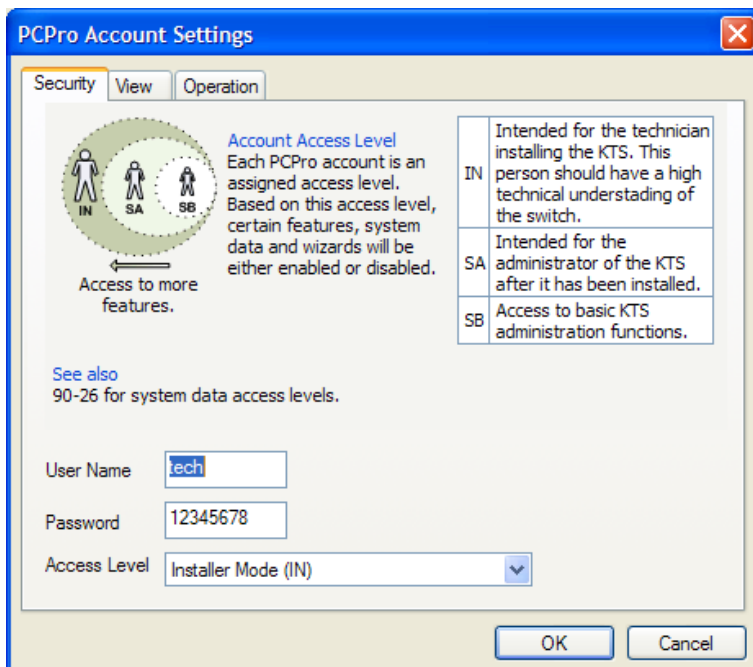 PCPro Account Settings
Security View Operation
IN SA SB
Access to more
features.
Account Access Level
Each PCPro account is an
assigned access level.
Based on this access level,
certain features, system
data and wizards will be
either enabled or disabled.
IN
Intended for the technician
installing the KTS. This
person should have a high
technical understading of
the switch.
SA
Intended for the
administrator of the KTS
after it has been installed.
SB
Access to basic KTS
administration functions.
See also
90-26 for system data access levels.
User Name tech
Password 12345678
Access Level Installer Mode (IN)
OK Cancel